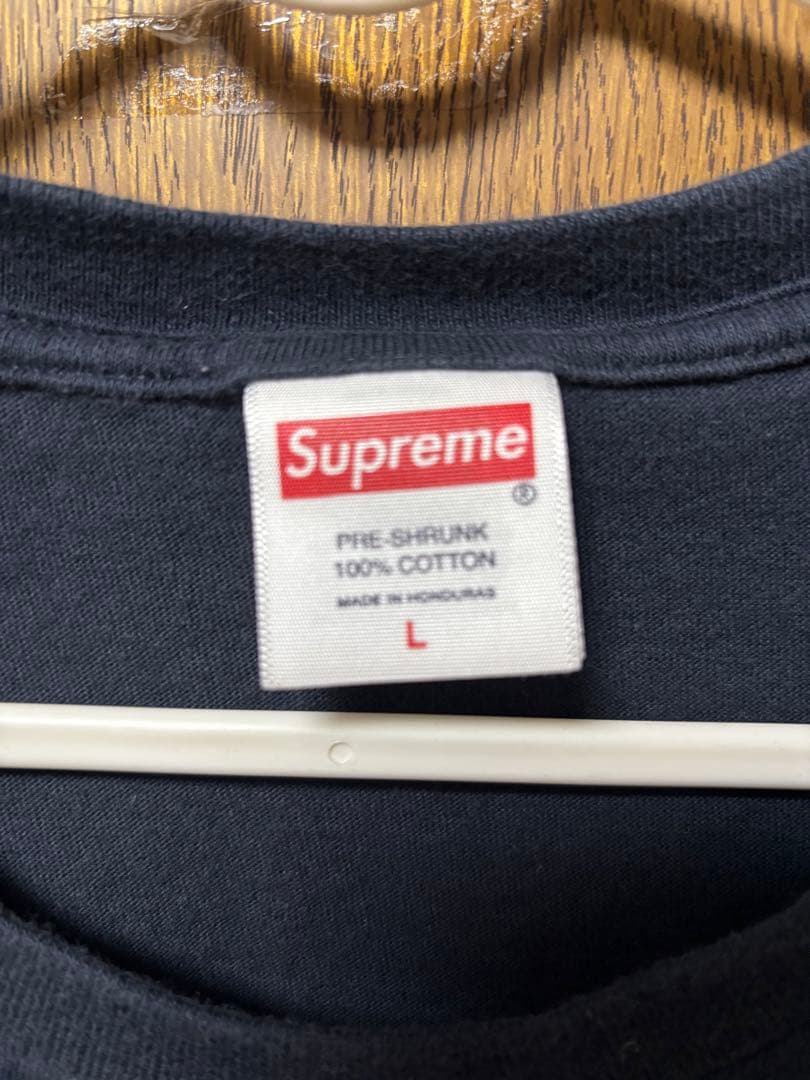 Supreme
®
PRE-SHRUNK
100% COTTON
MADE IN HONDURAS
L